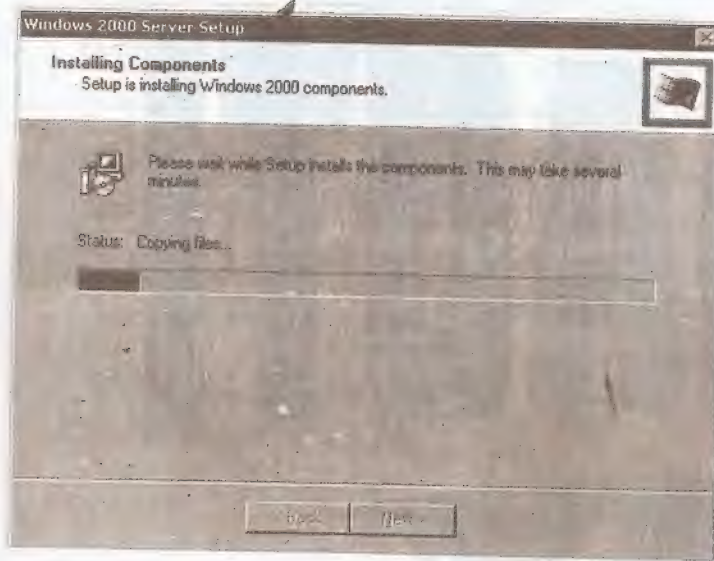 Windows 2000 Server Setup
Installing Components
Setup is installing Windows 2000 components.
Please wait while Setup installs the components. This may take several
minutes.
Status: Copying files...
< Back
Next >